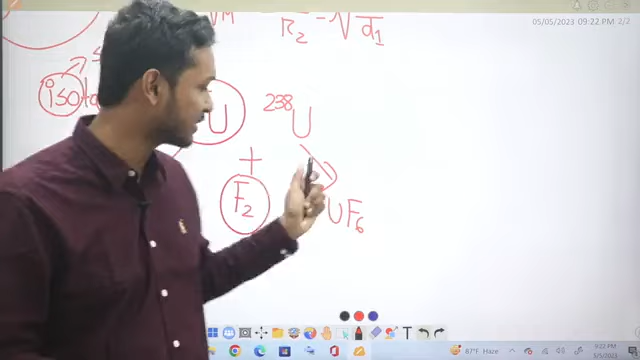 05/05/2023 09:22 PM 2/2
√M
R₂ = √d₁
iso
U
²³⁸U
+
F₂
UF₆
T
87°F Haze
9:22 PM
5/5/2023